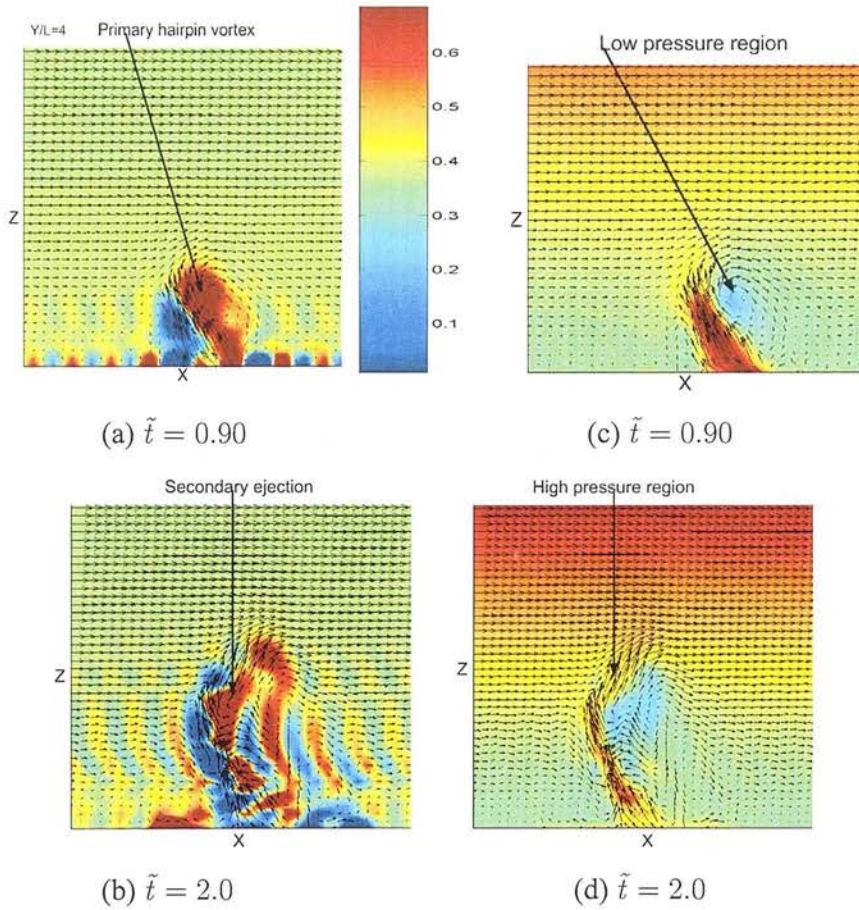 Y/L=4
Primary hairpin vortex
Z
X
0.6
0.5
0.4
0.3
0.2
0.1
(a) t̃ = 0.90
Low pressure region
Z
X
(c) t̃ = 0.90
Secondary ejection
Z
X
(b) t̃ = 2.0
High pressure region
Z
X
(d) t̃ = 2.0